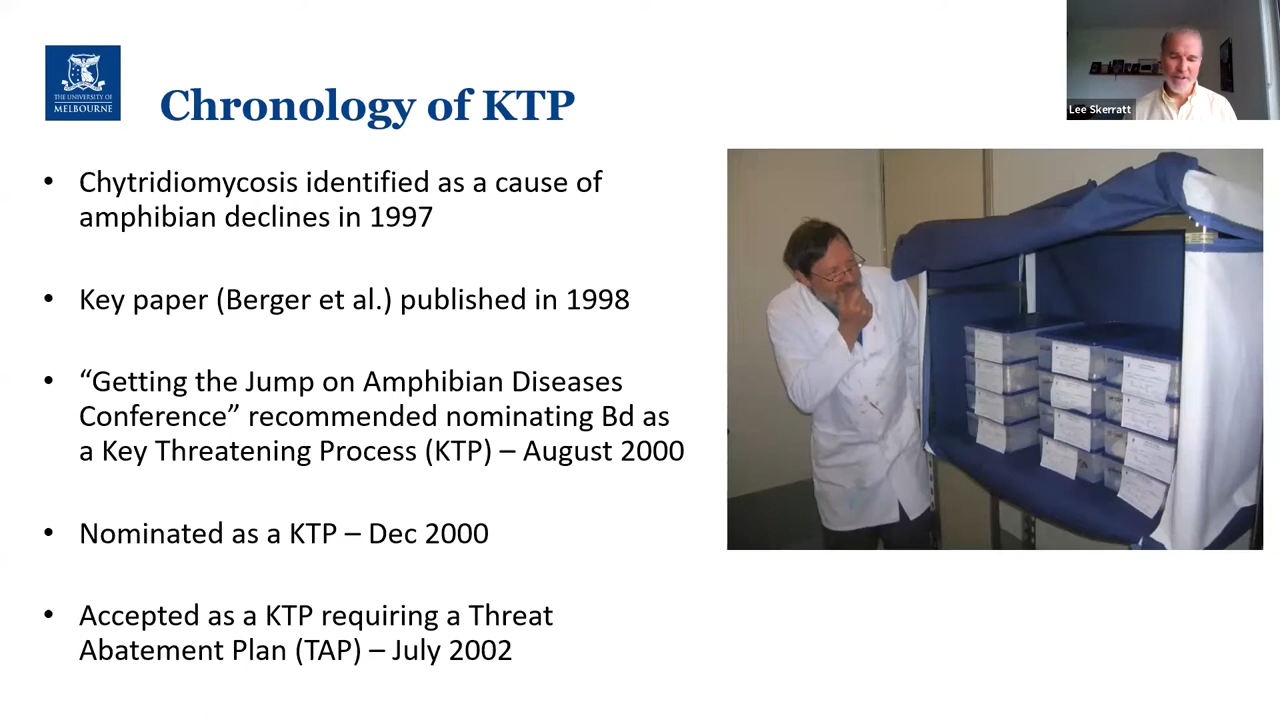 THE UNIVERSITY OF
MELBOURNE
Chronology of KTP
Lee Skerratt
• Chytridiomycosis identified as a cause of
amphibian declines in 1997
• Key paper (Berger et al.) published in 1998
• “Getting the Jump on Amphibian Diseases
Conference” recommended nominating Bd as
a Key Threatening Process (KTP) – August 2000
• Nominated as a KTP – Dec 2000
• Accepted as a KTP requiring a Threat
Abatement Plan (TAP) – July 2002